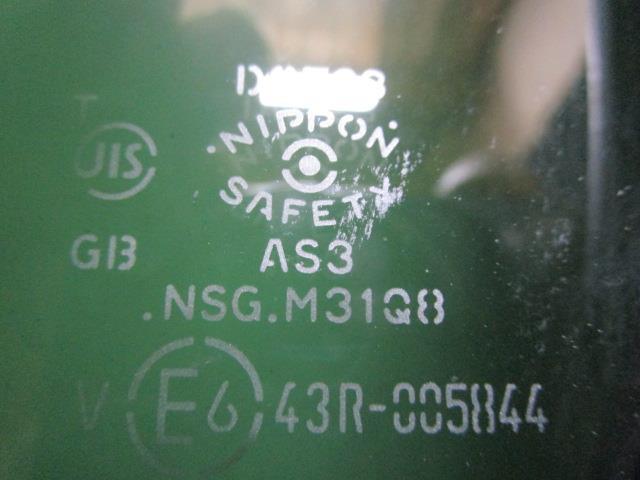 T
JIS
GB
.NIPPON.
SAFETY
AS3
.NSG.M31Q8
V E6 43R-005844